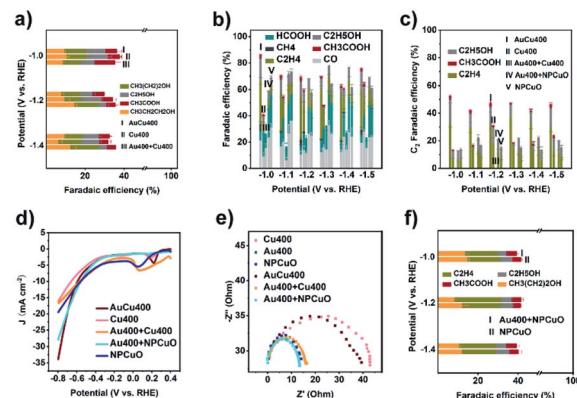 a
Potential (V vs. RHE)
-1.0
-1.2
-1.4
I
II
III
CH3(CH2)2OH
C2H5OH
CH3COOH
CH3CH2CH2OH
I AuCu400
II Cu400
III Au400+Cu400
0 20 40 100
Faradaic efficiency (%)
b
Faradaic efficiency (%)
100
80
60
40
20
0
HCOOH C2H5OH
CH4 CH3COOH
C2H4 CO
I
II
III
IV
V
-1.0 -1.1 -1.2 -1.3 -1.4 -1.5
Potential (V vs. RHE)
c
C2 Faradaic efficiency (%)
100
80
60
40
20
0
C2H5OH
CH3COOH
C2H4
I AuCu400
II Cu400
III Au400+Cu400
IV Au400+NPCuO
V NPCuO
I
II
IV
V
III
-1.0 -1.1 -1.2 -1.3 -1.4 -1.5
Potential (V vs. RHE)
d
J (mA cm-2)
5
0
-5
-10
-15
-20
-25
-30
-35
AuCu400
Cu400
Au400+Cu400
Au400+NPCuO
NPCuO
-0.8 -0.6 -0.4 -0.2 0.0 0.2 0.4
Potential (V vs. RHE)
e
-Z" (Ohm)
45
40
35
30
Cu400
Au400
NPCuO
AuCu400
Au400+Cu400
Au400+NPCuO
0 10 20 30 40 50
Z' (Ohm)
f
Potential (V vs. RHE)
-1.0
-1.2
-1.4
I
II
C2H4 C2H5OH
CH3COOH CH3(CH2)2OH
I Au400+NPCuO
II NPCuO
20 40 100
Faradaic efficiency (%)